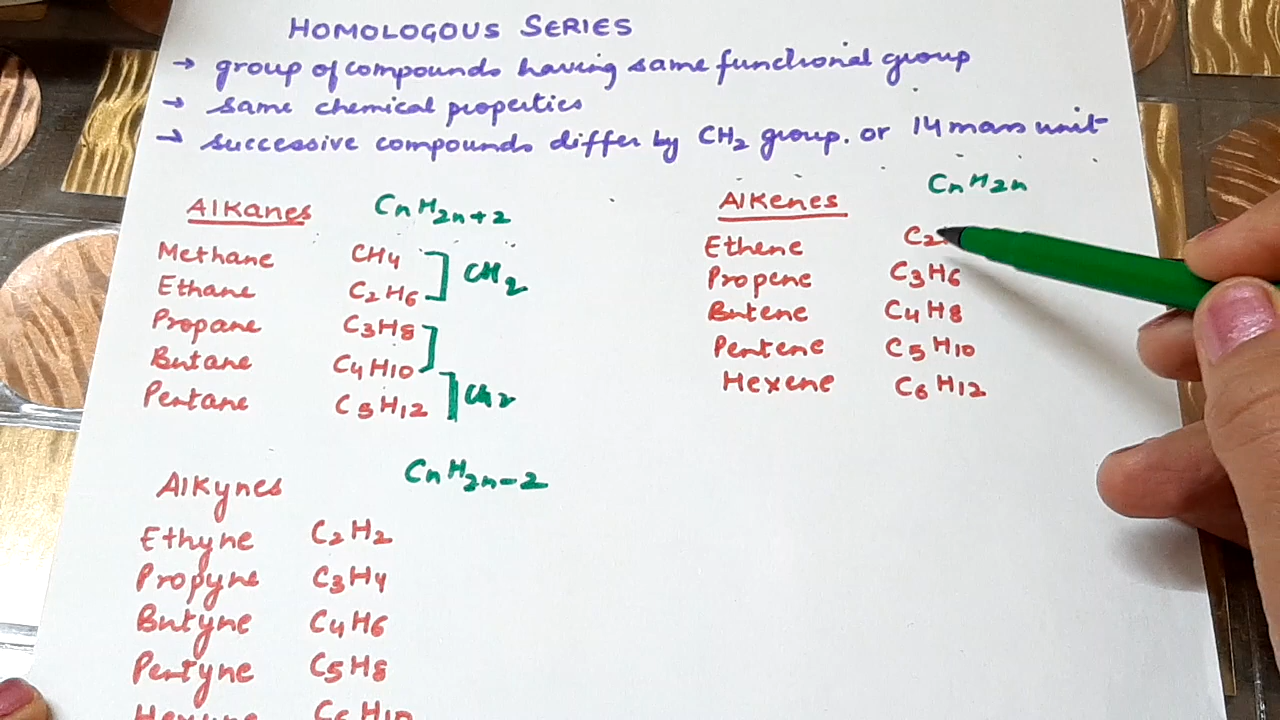 HOMOLOGOUS SERIES
→ group of compounds having same functional group
→ same chemical properties
→ successive compounds differ by CH2 group. or 14 mass unit
Alkanes CnH2n+2
Methane CH4
Ethane C2H6
CH2
Propane C3H8
Butane C4H10
Pentane C5H12
CH2
Alkenes CnH2n
Ethene C2
Propene C3H6
Butene C4H8
Pentene C5H10
Hexene C6H12
Alkynes CnH2n-2
Ethyne C2H2
Propyne C3H4
Butyne C4H6
Pentyne C5H8
Hexyne C6H10